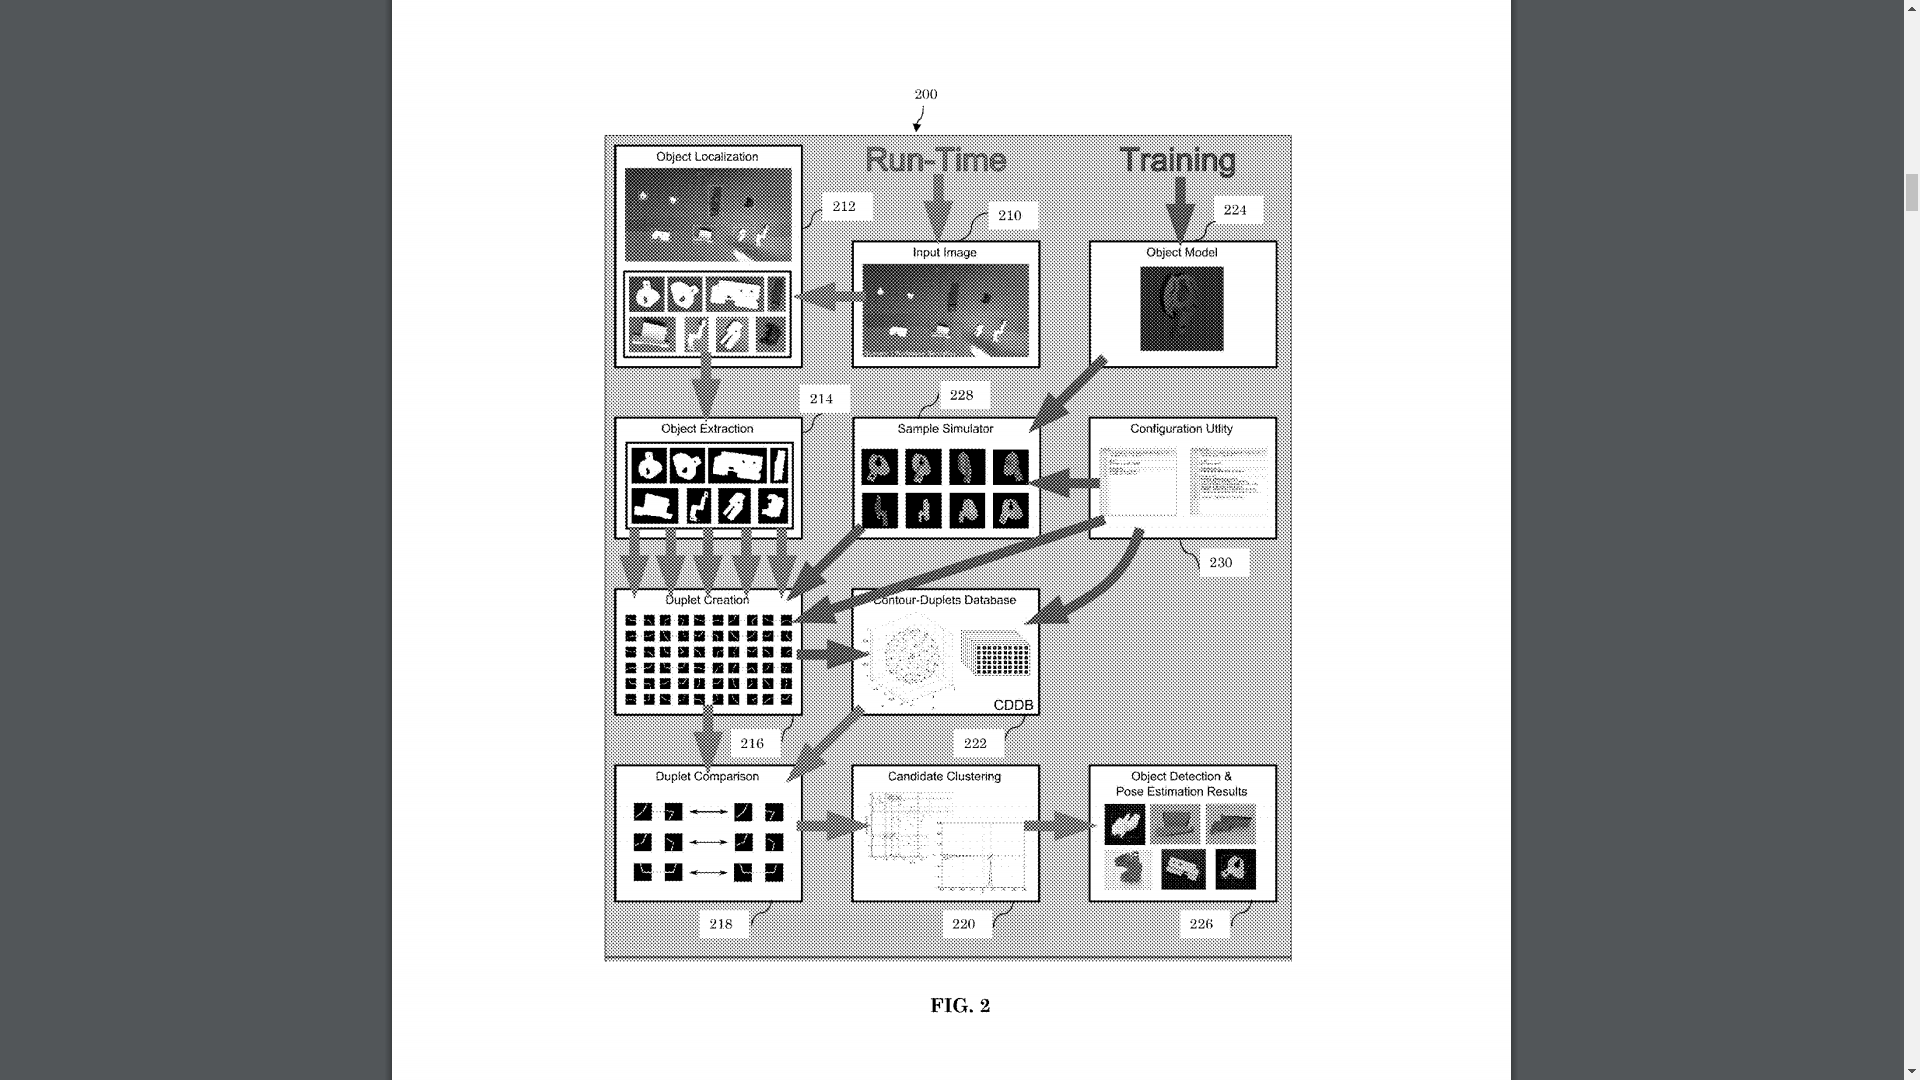 200
Run-Time
Training
Object Localization
212
210
224
Input Image
Object Model
214
228
Object Extraction
Sample Simulator
Configuration Utlity
230
Duplet Creation
Contour-Duplets Database
CDDB
216
222
Duplet Comparison
Candidate Clustering
Object Detection &
Pose Estimation Results
218
220
226
FIG. 2